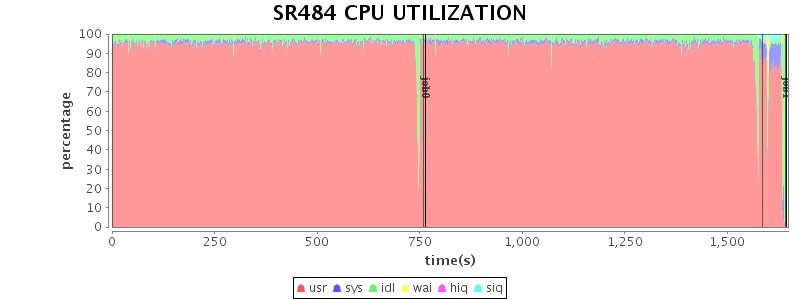 SR484 CPU UTILIZATION
100
90
80
70
60
50
40
30
20
10
0
percentage
job0
job1
0 250 500 750 1,000 1,250 1,500
time(s)
usr sys idl wai hiq siq